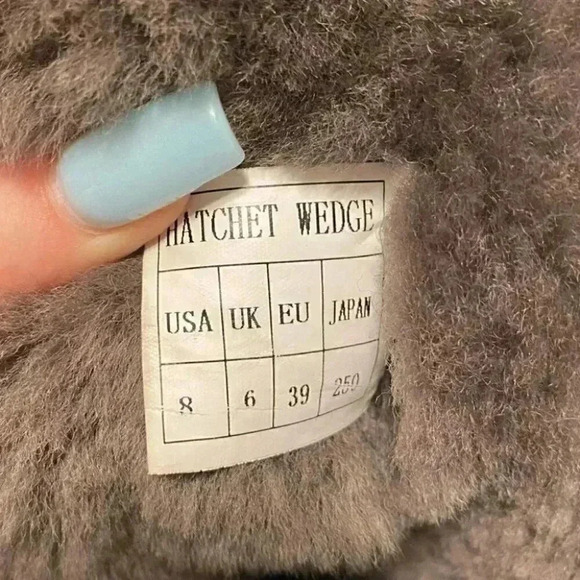 HATCHET WEDGE
USA UK EU JAPAN
8 6 39 250